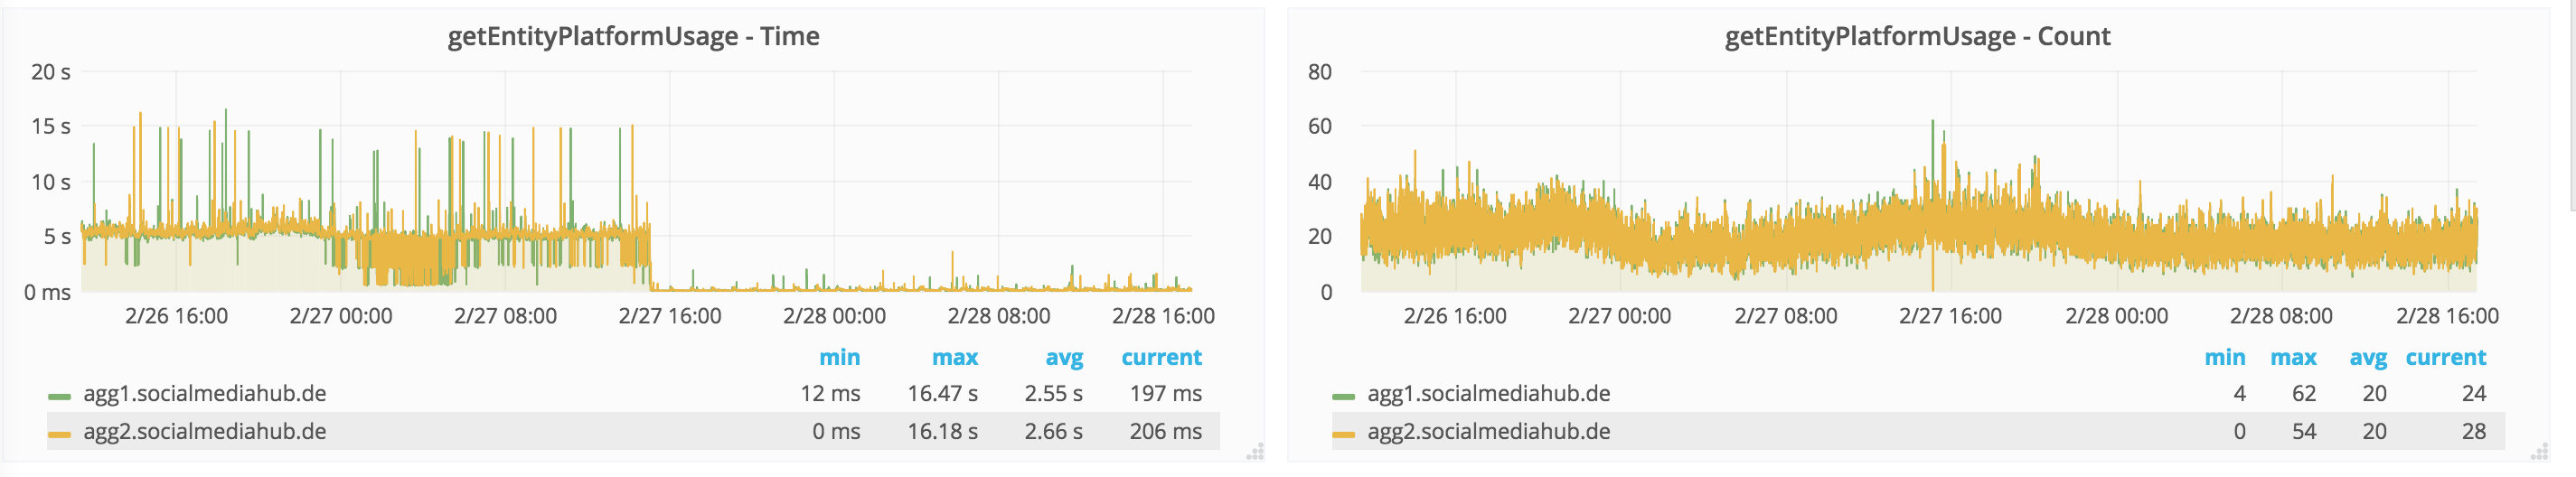 getEntityPlatformUsage - Time
20 s
15 s
10 s
5 s
0 ms
2/26 16:00 2/27 00:00 2/27 08:00 2/27 16:00 2/28 00:00 2/28 08:00 2/28 16:00
min max avg current
agg1.socialmediahub.de 12 ms 16.47 s 2.55 s 197 ms
agg2.socialmediahub.de 0 ms 16.18 s 2.66 s 206 ms
getEntityPlatformUsage - Count
80
60
40
20
0
2/26 16:00 2/27 00:00 2/27 08:00 2/27 16:00 2/28 00:00 2/28 08:00 2/28 16:00
min max avg current
agg1.socialmediahub.de 4 62 20 24
agg2.socialmediahub.de 0 54 20 28